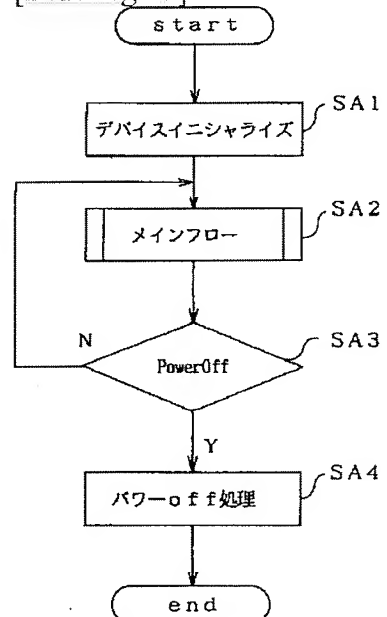 start
デバイスイニシャライズ
SA1
メインフロー
SA2
N
PowerOff
SA3
Y
パワーoff処理
SA4
end